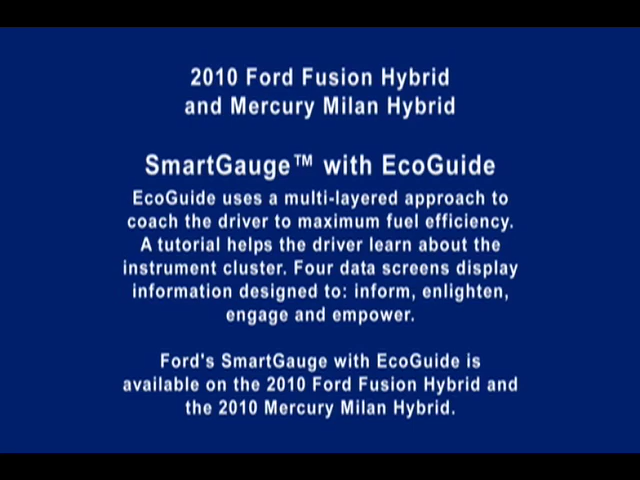 2010 Ford Fusion Hybrid
and Mercury Milan Hybrid
SmartGauge™ with EcoGuide
EcoGuide uses a multi-layered approach to
coach the driver to maximum fuel efficiency.
A tutorial helps the driver learn about the
instrument cluster. Four data screens display
information designed to: inform, enlighten,
engage and empower.
Ford's SmartGauge with EcoGuide is
available on the 2010 Ford Fusion Hybrid and
the 2010 Mercury Milan Hybrid.